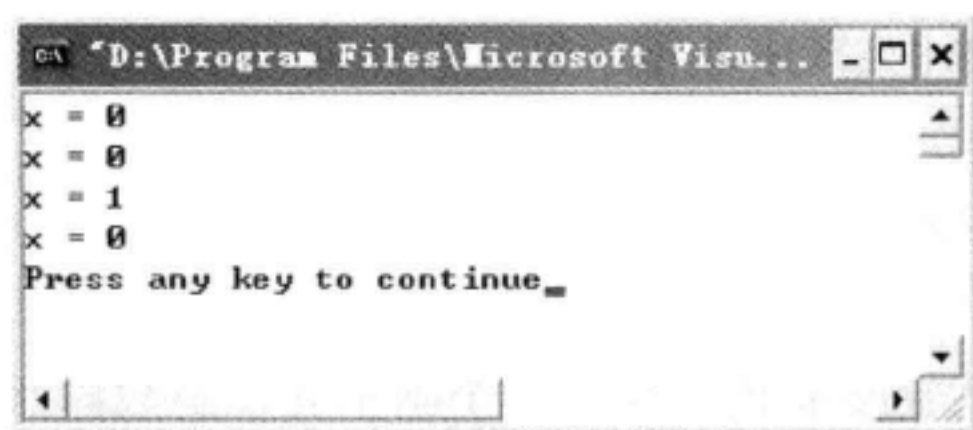 "D:\Program Files\Microsoft Visu...
x = 0
x = 0
x = 1
x = 0
Press any key to continue_